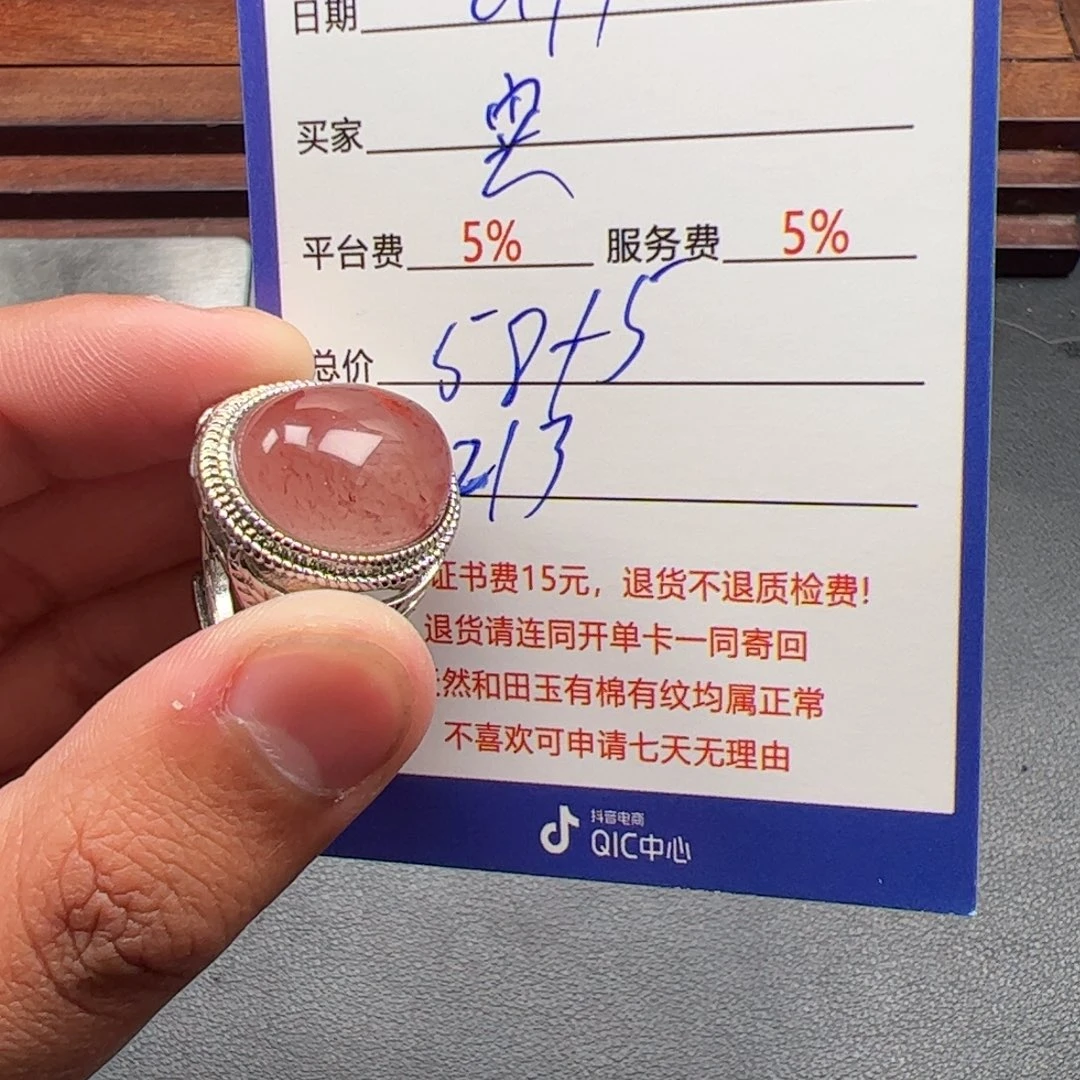 日期
买家
平台费 5% 服务费 5%
总价 58+5
213
证书费15元，退货不退质检费！
退货请连同开单卡一同寄回
天然和田玉有棉有纹均属正常
不喜欢可申请七天无理由
抖音电商
QIC中心